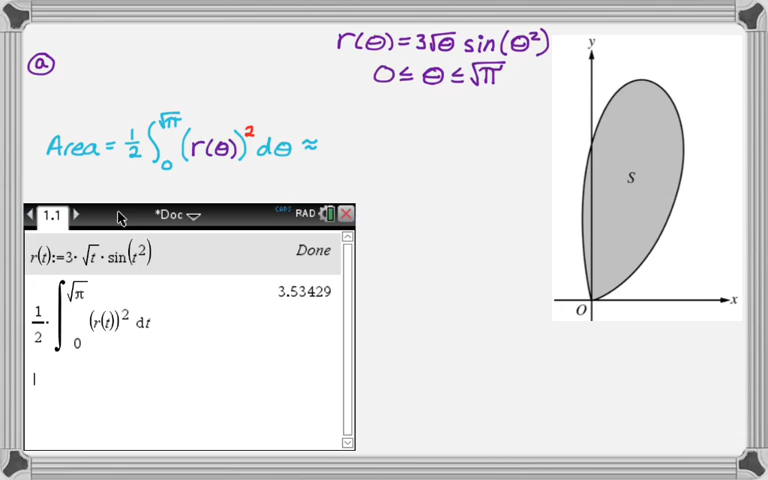 r(θ) = 3√θ sin(θ²)
0 ≤ θ ≤ √π
ⓐ
Area = 1/2 ∫₀^√π (r(θ))² dθ ≈
1.1
*Doc
CAPS RAD
r(t):=3·√t·sin(t²)
Done
1/2·∫₀^√π (r(t))² dt
3.53429
y
S
O
x